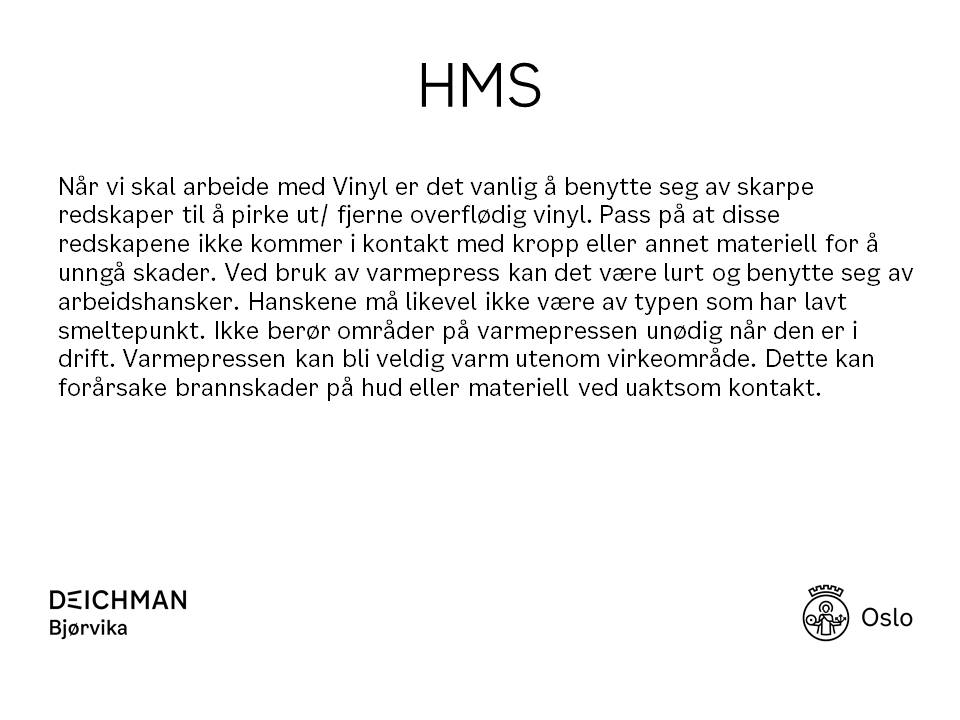 HMS
Når vi skal arbeide med Vinyl er det vanlig å benytte seg av skarpe
redskaper til å pirke ut/ fjerne overflødig vinyl. Pass på at disse
redskapene ikke kommer i kontakt med kropp eller annet materiell for å
unngå skader. Ved bruk av varmepress kan det være lurt og benytte seg av
arbeidshansker. Hanskene må likevel ikke være av typen som har lavt
smeltepunkt. Ikke berør områder på varmepressen unødig når den er i
drift. Varmepressen kan bli veldig varm utenom virkeområde. Dette kan
forårsake brannskader på hud eller materiell ved uaktsom kontakt.
DEICHMAN
Bjørvika
Oslo